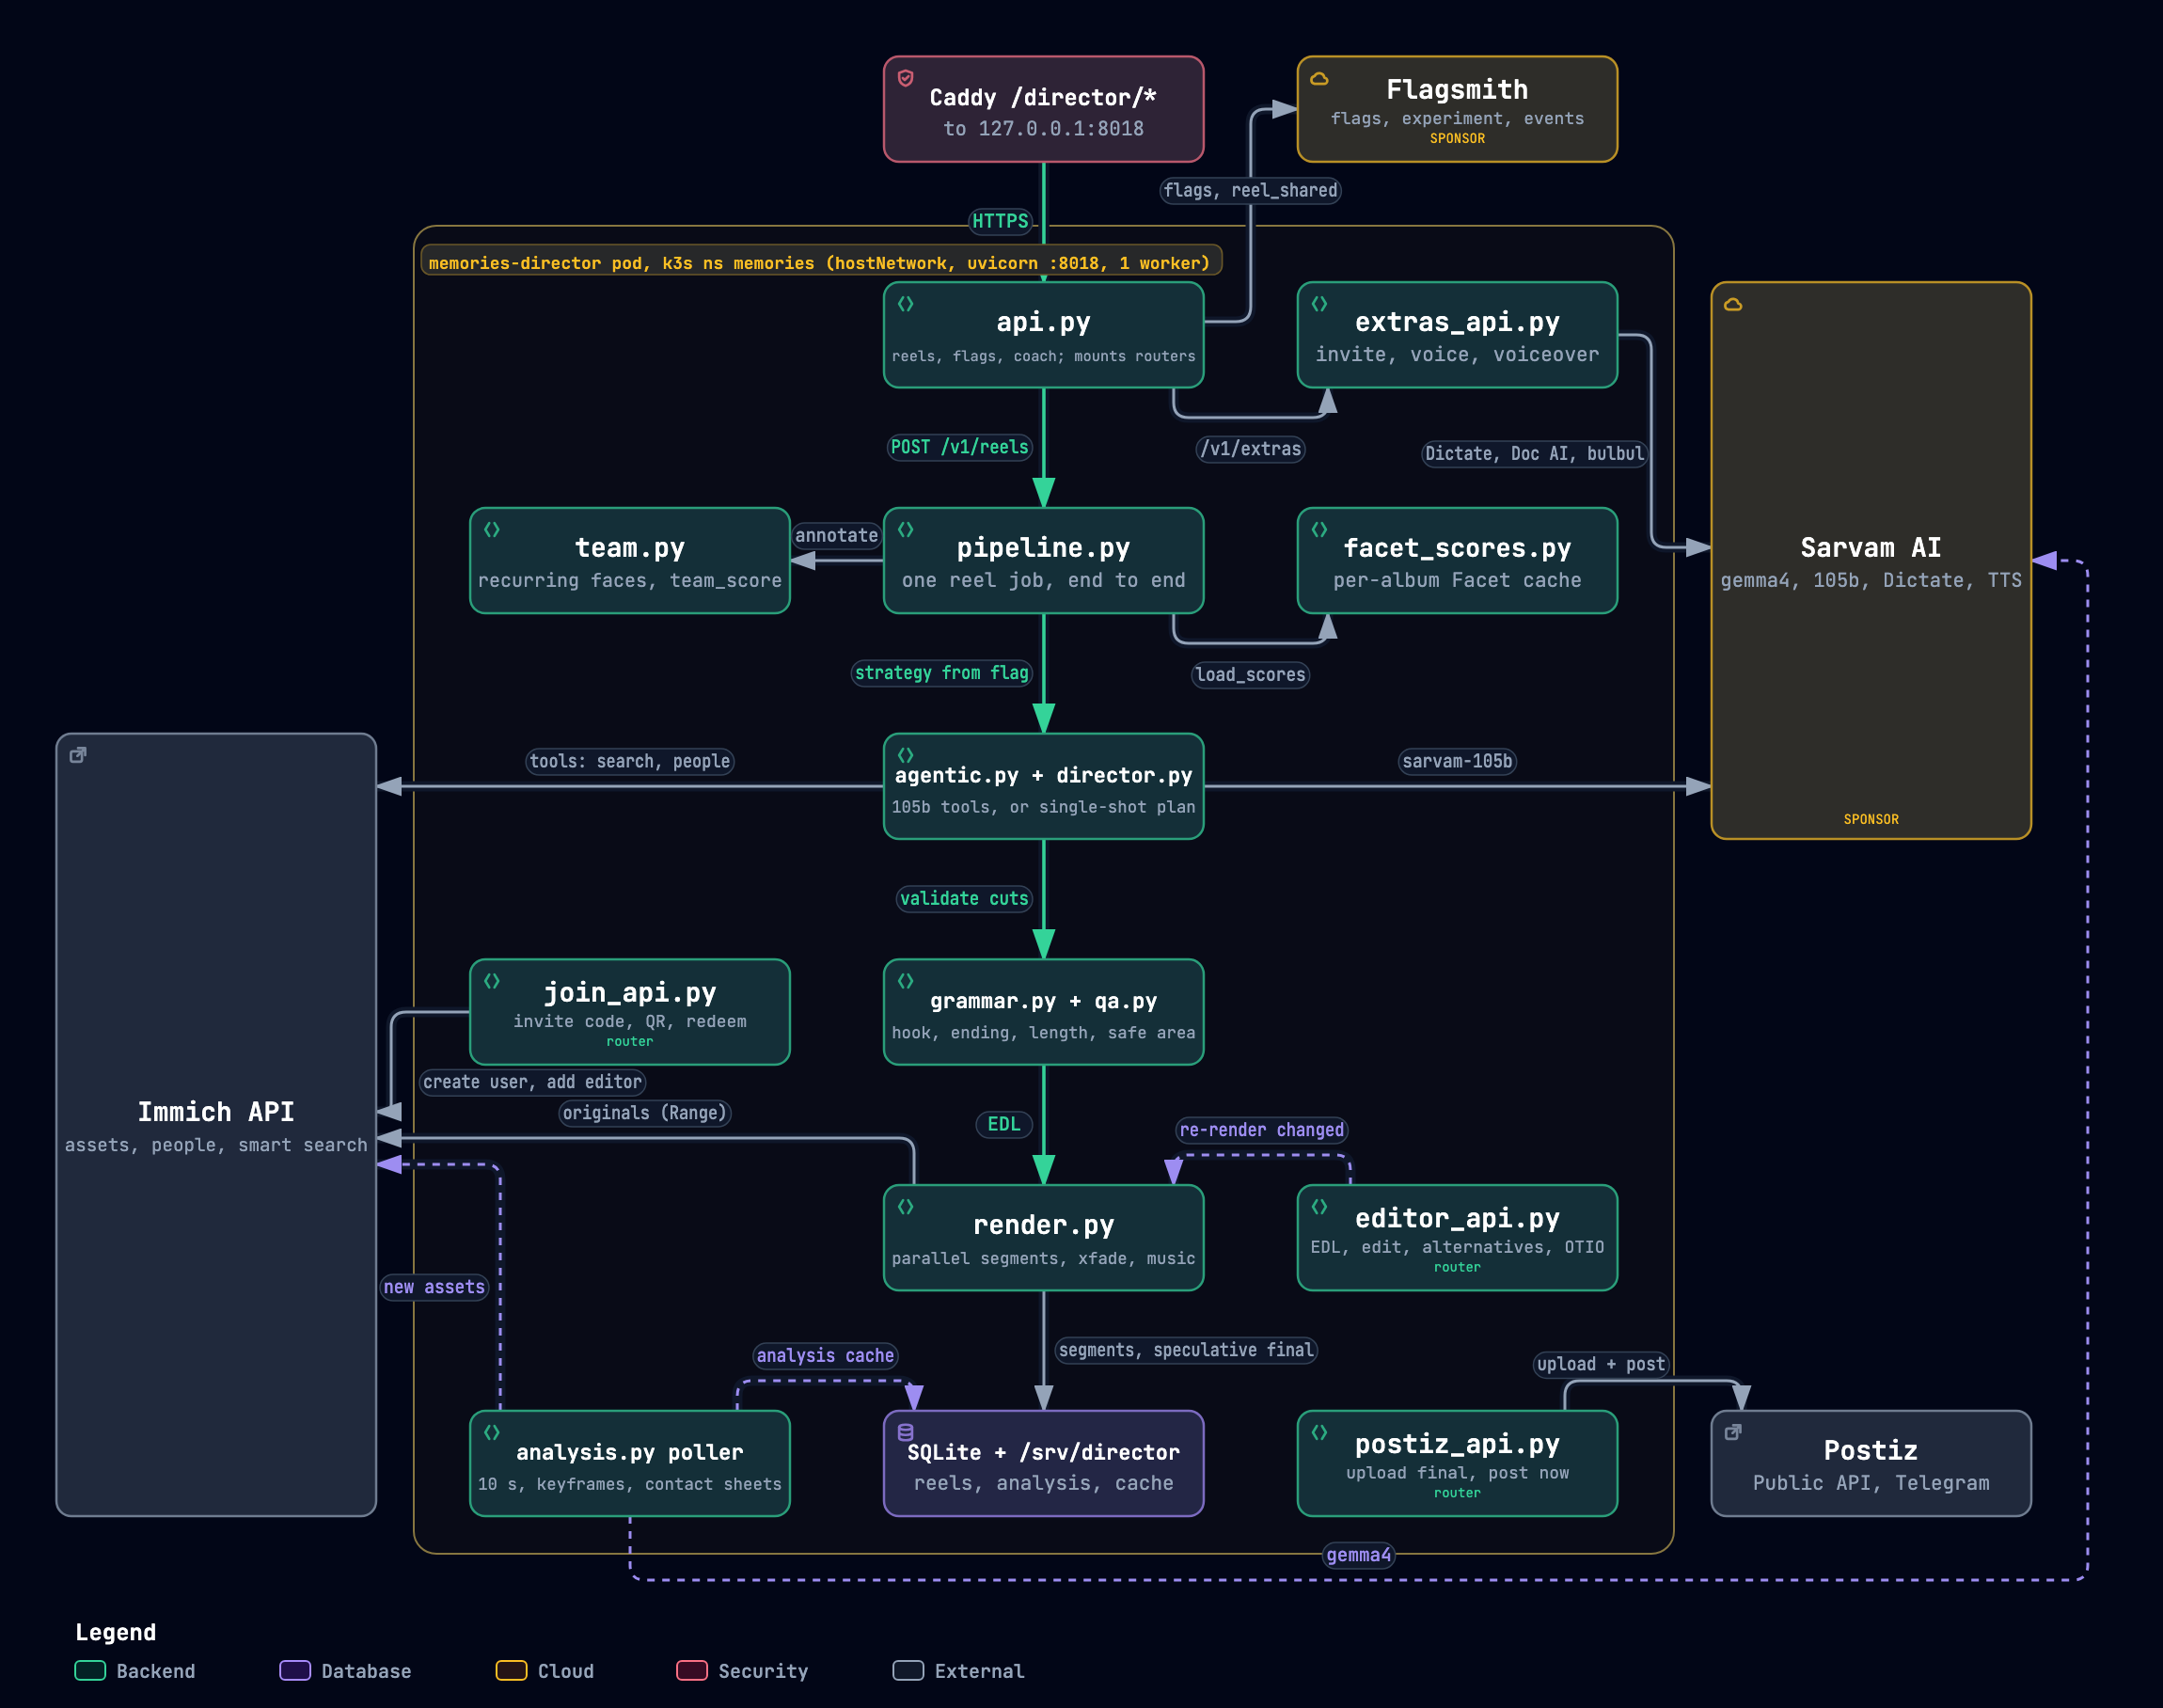 Caddy /director/*
to 127.0.0.1:8018
Flagsmith
flags, experiment, events
SPONSOR
flags, reel_shared
HTTPS
memories-director pod, k3s ns memories (hostNetwork, uvicorn :8018, 1 worker)
api.py
reels, flags, coach; mounts routers
extras_api.py
invite, voice, voiceover
POST /v1/reels
/v1/extras
Dictate, Doc AI, bulbul
team.py
recurring faces, team_score
annotate
pipeline.py
one reel job, end to end
facet_scores.py
per-album Facet cache
Sarvam AI
gemma4, 105b, Dictate, TTS
SPONSOR
strategy from flag
load_scores
tools: search, people
agentic.py + director.py
105b tools, or single-shot plan
sarvam-105b
validate cuts
join_api.py
invite code, QR, redeem
router
grammar.py + qa.py
hook, ending, length, safe area
create user, add editor
originals (Range)
Immich API
assets, people, smart search
EDL
re-render changed
render.py
parallel segments, xfade, music
editor_api.py
EDL, edit, alternatives, OTIO
router
new assets
analysis cache
segments, speculative final
upload + post
analysis.py poller
10 s, keyframes, contact sheets
SQLite + /srv/director
reels, analysis, cache
postiz_api.py
upload final, post now
router
Postiz
Public API, Telegram
gemma4
Legend
Backend
Database
Cloud
Security
External